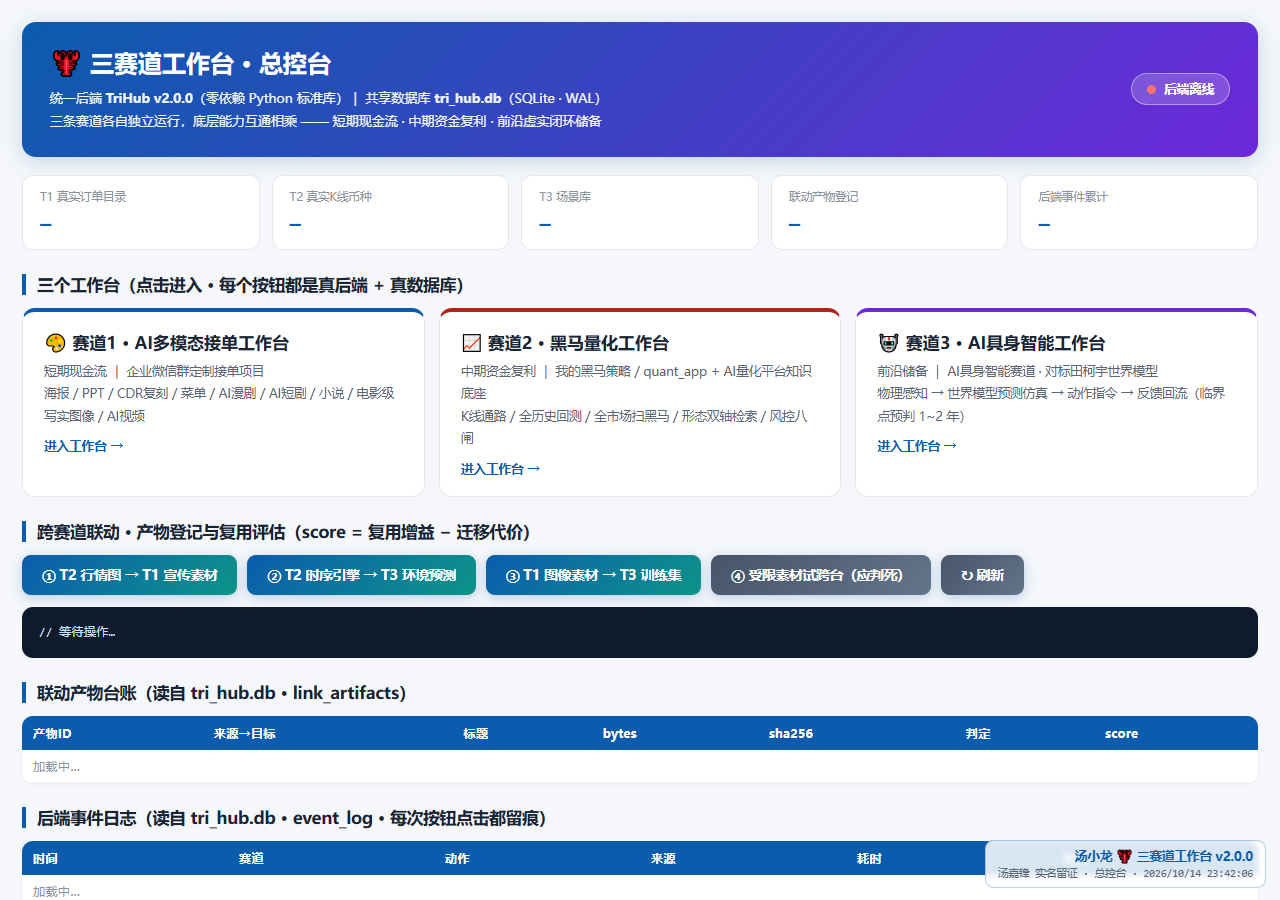 三赛道工作台 • 总控台
统一后端 TriHub v2.0.0（零依赖 Python 标准库）｜ 共享数据库 tri_hub.db（SQLite · WAL）
三条赛道各自独立运行，底层能力互通相乘 —— 短期现金流 · 中期资金复利 · 前沿虚实闭环储备
后端离线
T1 真实订单目录
—
T2 真实K线币种
—
T3 场景库
—
联动产物登记
—
后端事件累计
—
三个工作台（点击进入 • 每个按钮都是真后端 + 真数据库）
赛道1 • AI多模态接单工作台
短期现金流 ｜ 企业微信群定制接单项目
海报 / PPT / CDR复刻 / 菜单 / AI漫剧 / AI短剧 / 小说 / 电影级
写实图像 / AI视频
进入工作台 →
赛道2 • 黑马量化工作台
中期资金复利 ｜ 我的黑马策略 / quant_app + AI量化平台知识
底座
K线通路 / 全历史回测 / 全市场扫黑马 / 形态双轴检索 / 风控八
闸
进入工作台 →
赛道3 • AI具身智能工作台
前沿储备 ｜ AI具身智能赛道 · 对标田柯宇世界模型
物理感知 → 世界模型预测仿真 → 动作指令 → 反馈回流（临界
点预判 1~2 年）
进入工作台 →
跨赛道联动 • 产物登记与复用评估（score = 复用增益 − 迁移代价）
① T2 行情图 → T1 宣传素材
② T2 时序引擎 → T3 环境预测
③ T1 图像素材 → T3 训练集
④ 受限素材试跨台（应判死）
↻ 刷新
// 等待操作…
联动产物台账（读自 tri_hub.db • link_artifacts）
产物ID 来源→目标 标题 bytes sha256 判定 score
加载中…
后端事件日志（读自 tri_hub.db • event_log • 每次按钮点击都留痕）
时间 赛道 动作 来源 耗时
加载中…
汤小龙 🦞 三赛道工作台 v2.0.0
汤嘉锋 实名留证 · 总控台 · 2026/10/14 23:42:06